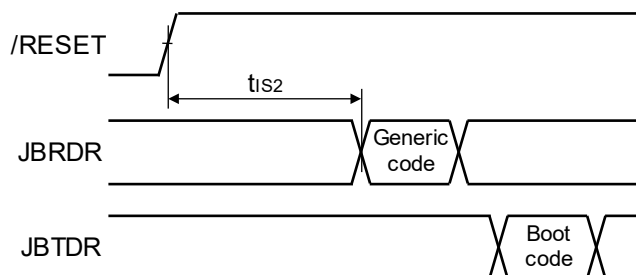 /RESET
tIS2
JBRDR
Generic
code
JBTDR
Boot
code